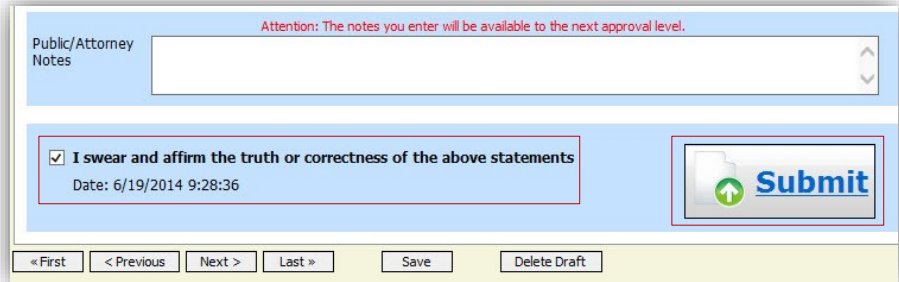 Attention: The notes you enter will be available to the next approval level.
Public/Attorney
Notes
I swear and affirm the truth or correctness of the above statements
Date: 6/19/2014 9:28:36
Submit
« First < Previous Next > Last » Save Delete Draft